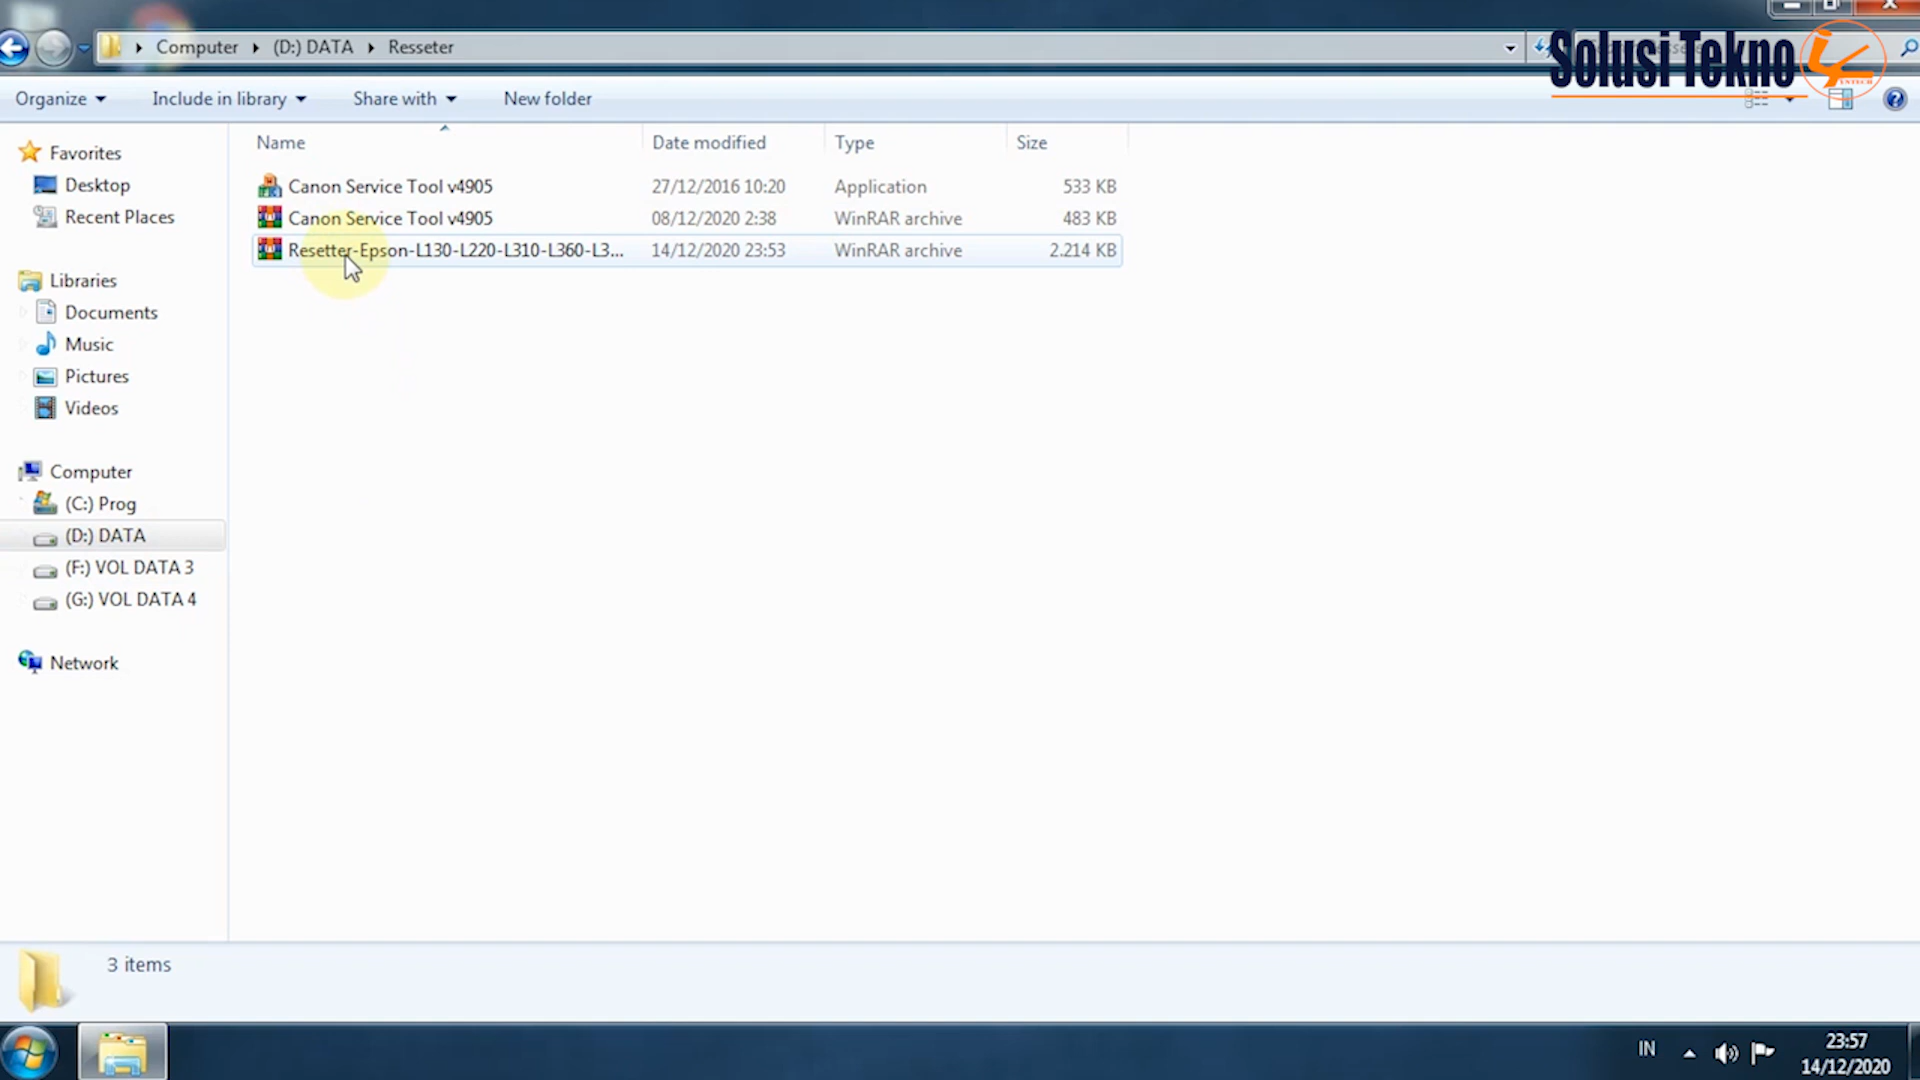 Computer (D:) DATA Resseter
Solusi Tekno
Organize Include in library Share with New folder
Name Date modified Type Size
Favorites
Desktop
Recent Places
Libraries
Documents
Music
Pictures
Videos
Computer
(C:) Prog
(D:) DATA
(F:) VOL DATA 3
(G:) VOL DATA 4
Network
Canon Service Tool v4905 27/12/2016 10:20 Application 533 KB
Canon Service Tool v4905 08/12/2020 2:38 WinRAR archive 483 KB
Resetter-Epson-L130-L220-L310-L360-L3... 14/12/2020 23:53 WinRAR archive 2.214 KB
3 items
IN
23:57
14/12/2020